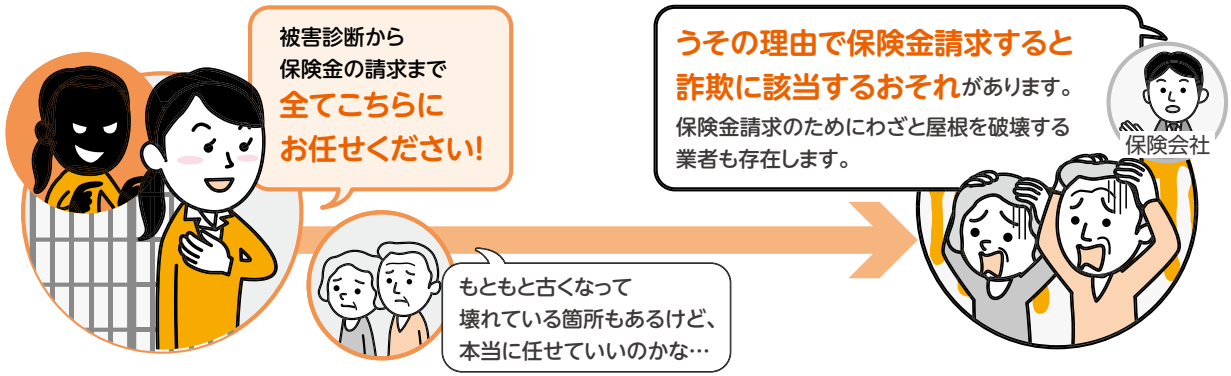 被害診断から
保険金の請求まで
全てこちらに
お任せください!
もともと古くなって
壊れている箇所もあるけど、
本当に任せていいのかな…
うその理由で保険金請求すると
詐欺に該当するおそれがあります。
保険金請求のためにわざと屋根を破壊する
業者も存在します。
保険会社